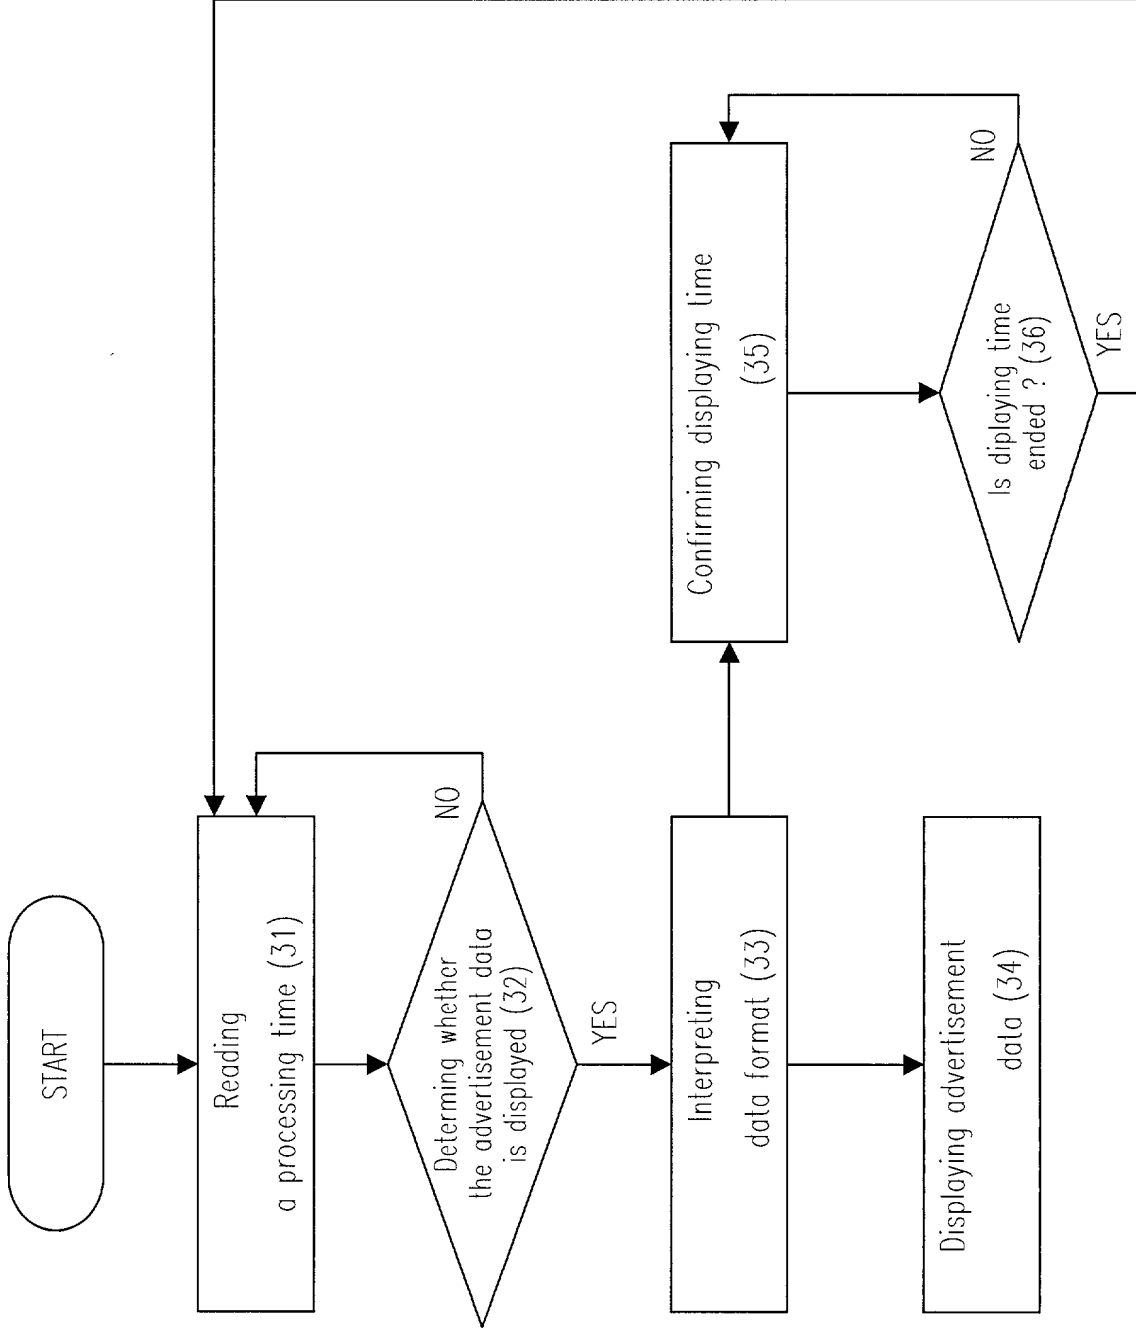 START
Reading
a processing time (31)
Determing whether
the advertisement data
is displayed (32)
NO
YES
Interpreting
data format (33)
Displaying advertisement
data (34)
Confirming displaying time
(35)
Is diplaying time
ended ? (36)
NO
YES